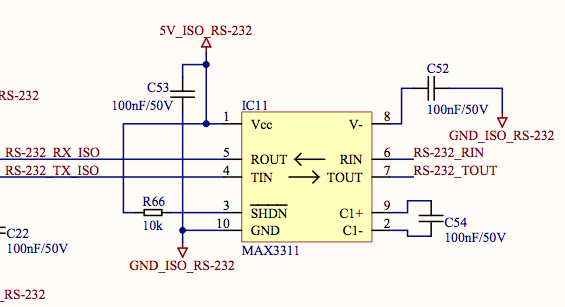 5V_ISO_RS-232
C53
100nF/50V
RS-232
IC11
C52
100nF/50V
GND_ISO_RS-232
1 Vcc V- 8
RS-232_RX_ISO 5 ROUT RIN 6 RS-232_RIN
RS-232_TX_ISO 4 TIN TOUT 7 RS-232_TOUT
R66
10k
3 SHDN C1+ 9
10 GND C1- 2
C54
100nF/50V
MAX3311
GND_ISO_RS-232
C22
100nF/50V
RS-232